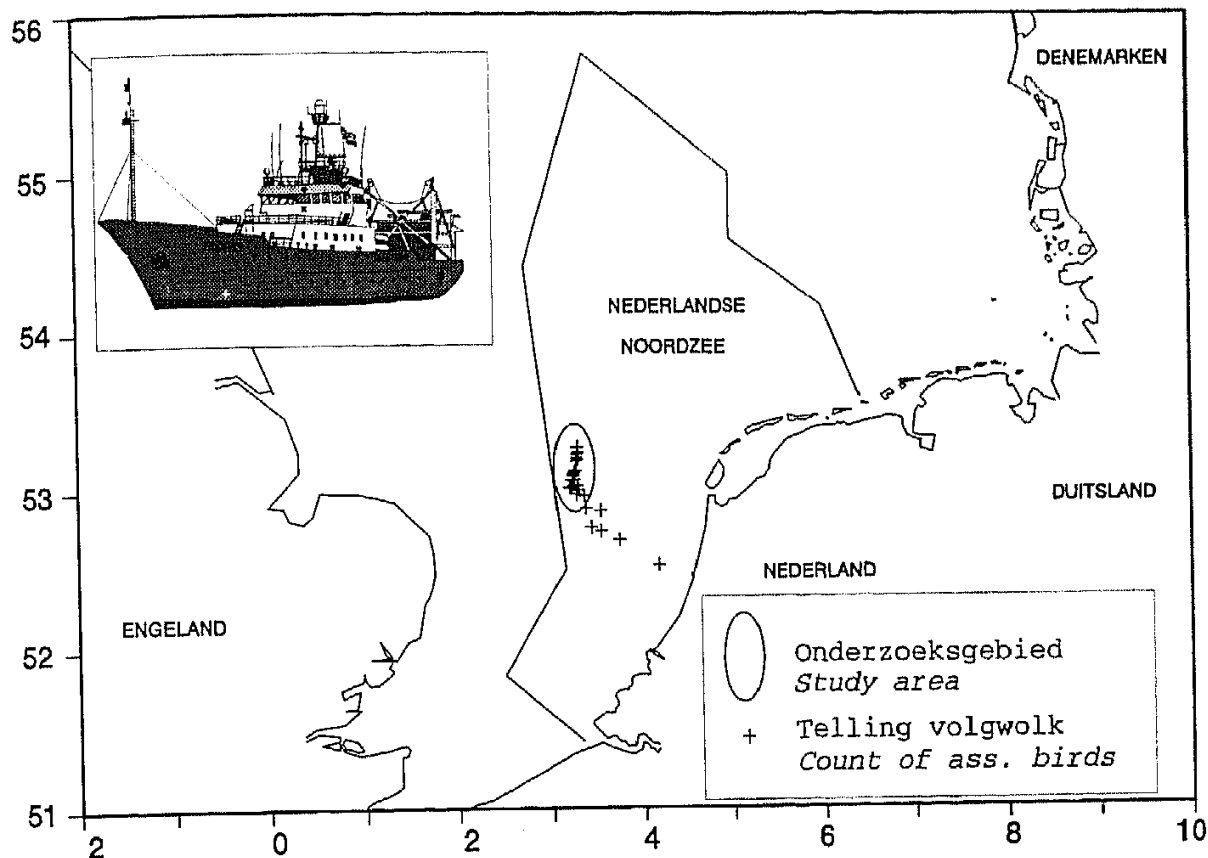 56
55
54
53
52
51
2
0
2
4
6
8
10
DENEMARKEN
NEDERLANDSE
NOORDZEE
DUITSLAND
NEDERLAND
ENGELAND
Onderzoeksgebied
Study area
Telling volgwolk
Count of ass. birds